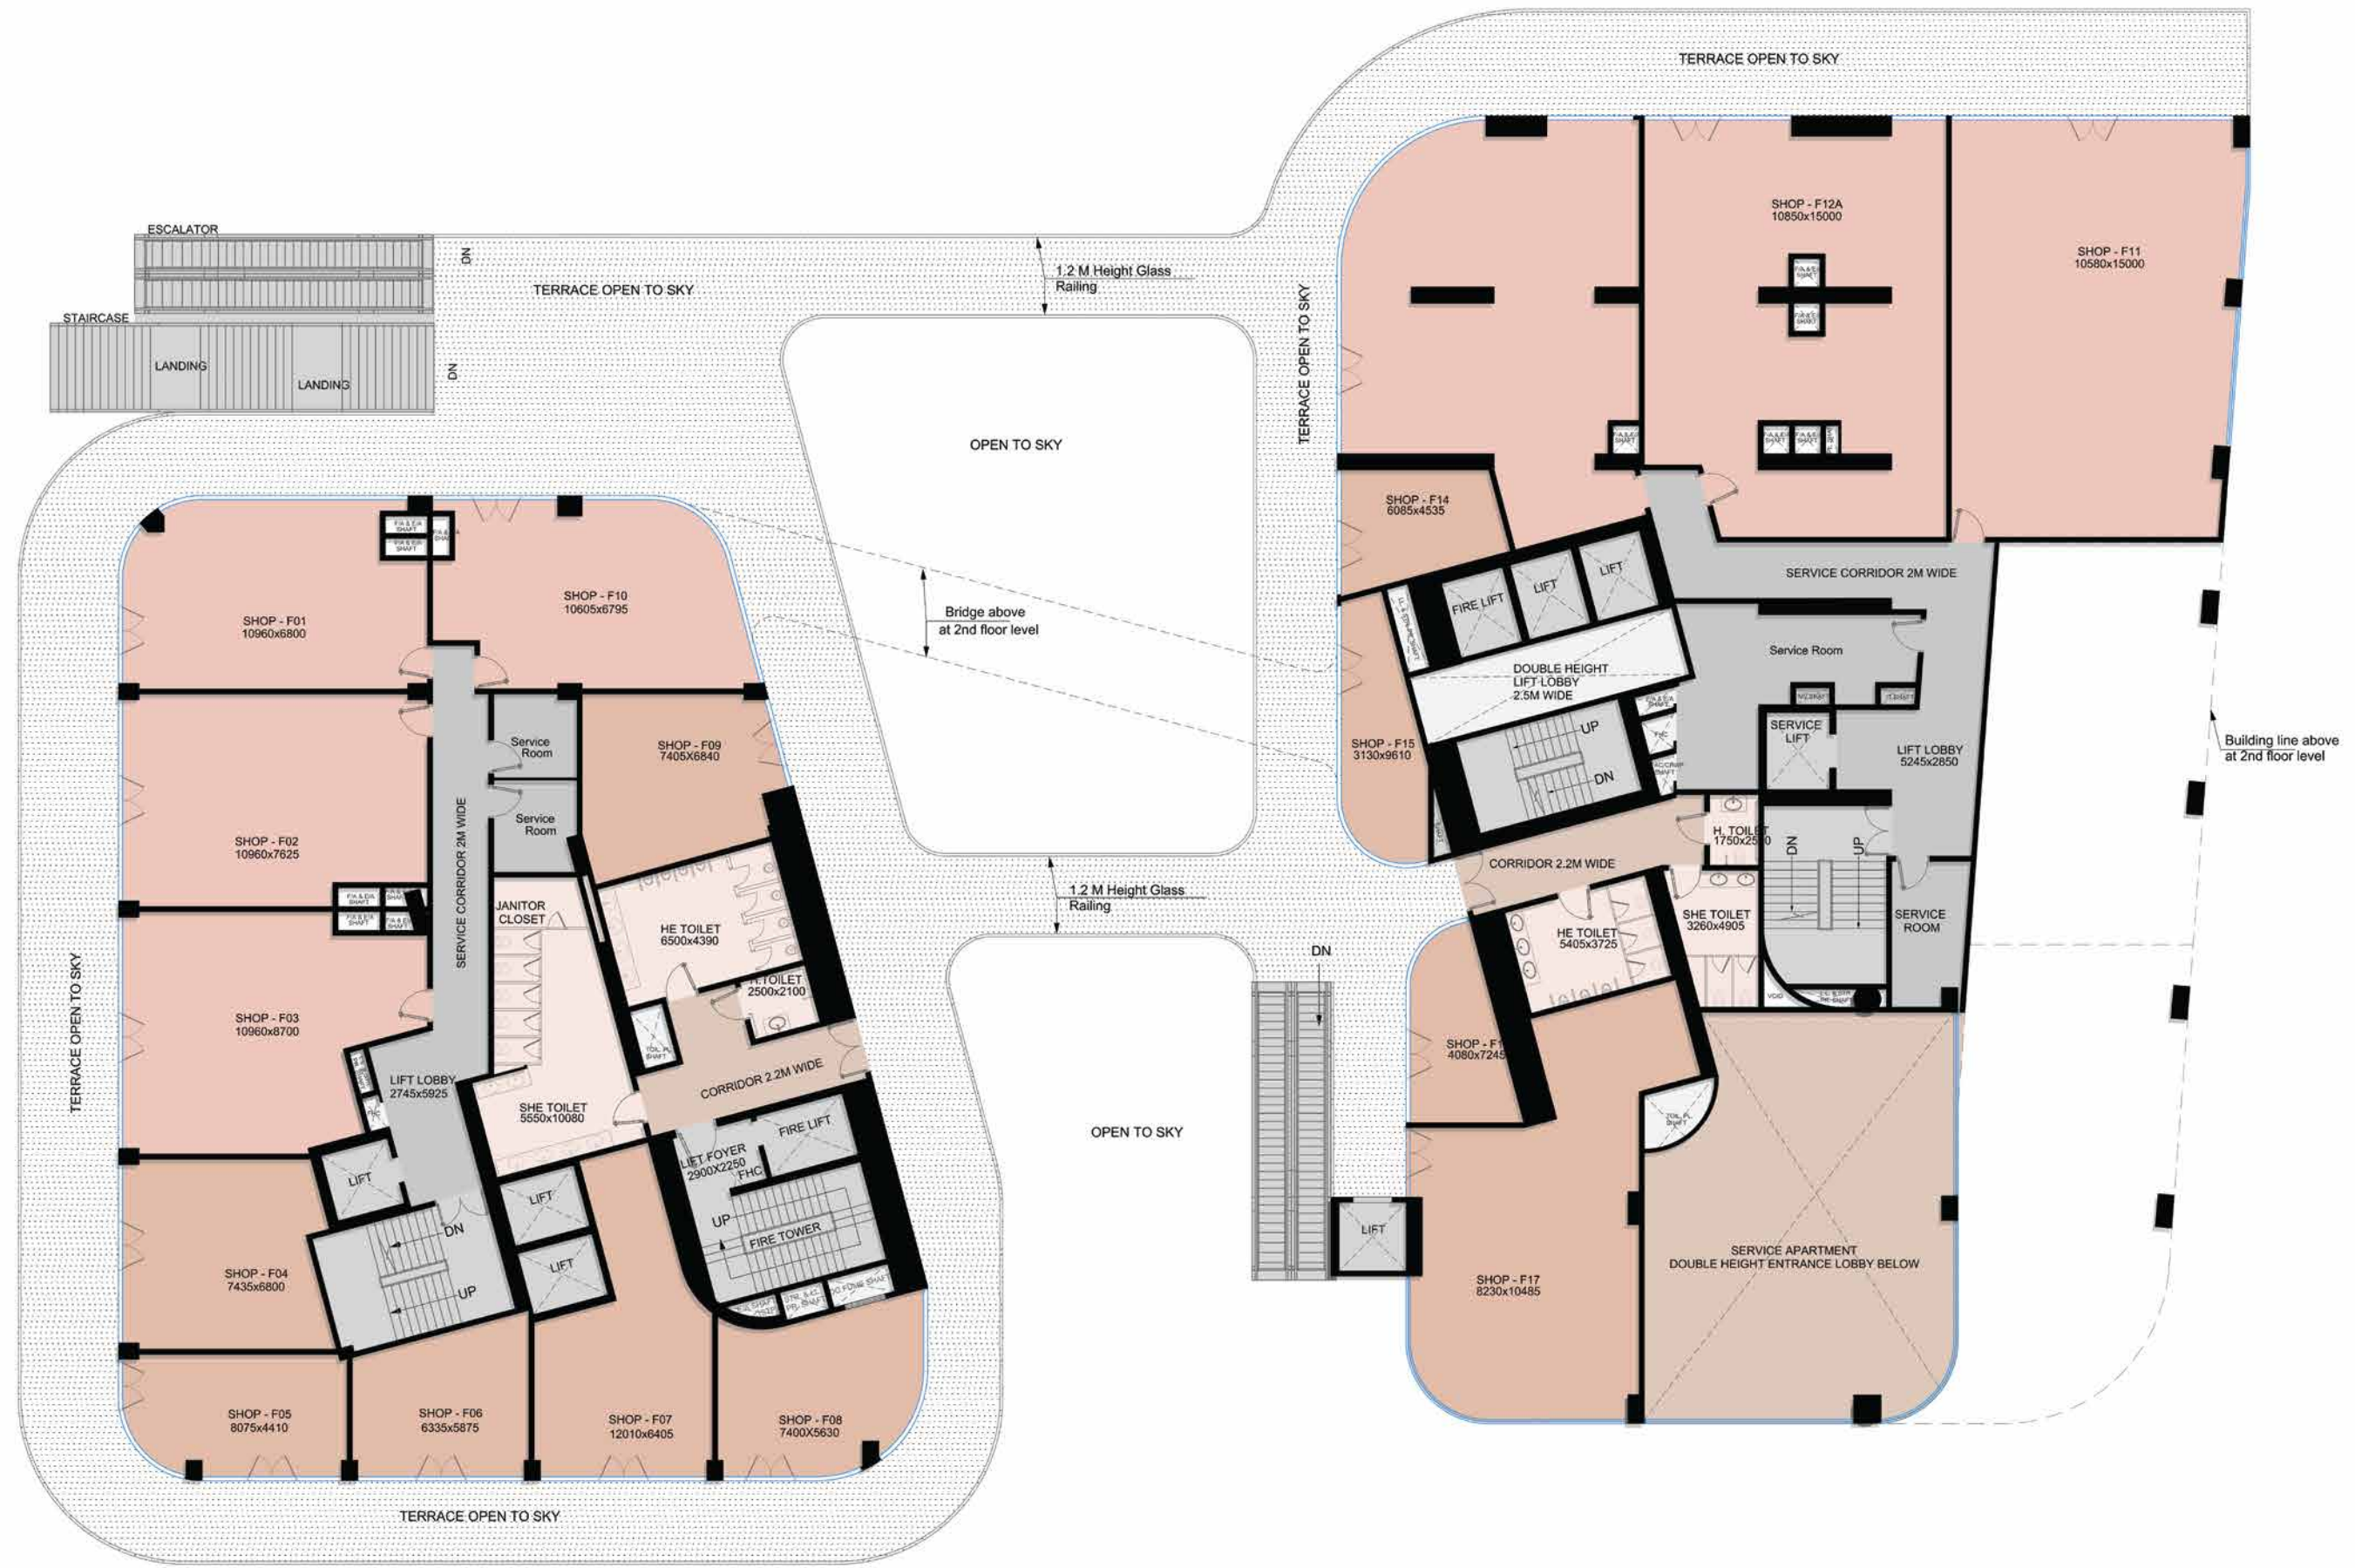 TERRACE OPEN TO SKY
SHOP - F12A
10850x15000
SHOP - F11
10580x15000
ESCALATOR
DN
TERRACE OPEN TO SKY
1.2 M Height Glass
Railing
STAIRCASE
LANDING
LANDING
DN
TERRACE OPEN TO SKY
OPEN TO SKY
SHOP - F14
6085x4535
SHOP - F01
10960x6800
SHOP - F10
10605x6795
Bridge above
at 2nd floor level
FIRE LIFT
LIFT
LIFT
SERVICE CORRIDOR 2M WIDE
DOUBLE HEIGHT
LIFT LOBBY
2.5M WIDE
Service Room
Service
Room
SHOP - F09
7405X6840
SHOP - F15
3130x9610
UP
DN
SERVICE
LIFT
LIFT LOBBY
5245x2850
Building line above
at 2nd floor level
SHOP - F02
10960x7625
Service
Room
SERVICE CORRIDOR 2M WIDE
H. TOILET
CORRIDOR 2.2M WIDE
DN
UP
1.2 M Height Glass
Railing
JANITOR
CLOSET
HE TOILET
6500x4390
HE TOILET
5405x3725
SHE TOILET
3260x4905
SERVICE
ROOM
DN
VOID
TERRACE OPEN TO SKY
SHOP - F03
10960x8700
TOILET
2500x2100
SHOP - F1
4080x7245
LIFT LOBBY
2745x5925
CORRIDOR 2.2M WIDE
SHE TOILET
5550x10080
OPEN TO SKY
FIRE LIFT
LIFT FOYER
2900X2250
FHC
LIFT
LIFT
UP
FIRE TOWER
DN
UP
LIFT
LIFT
SHOP - F04
7435x6800
SHOP - F17
8230x10485
SERVICE APARTMENT
DOUBLE HEIGHT ENTRANCE LOBBY BELOW
SHOP - F05
8075x4410
SHOP - F06
6335x5875
SHOP - F07
12010x6405
SHOP - F08
7400X5630
TERRACE OPEN TO SKY